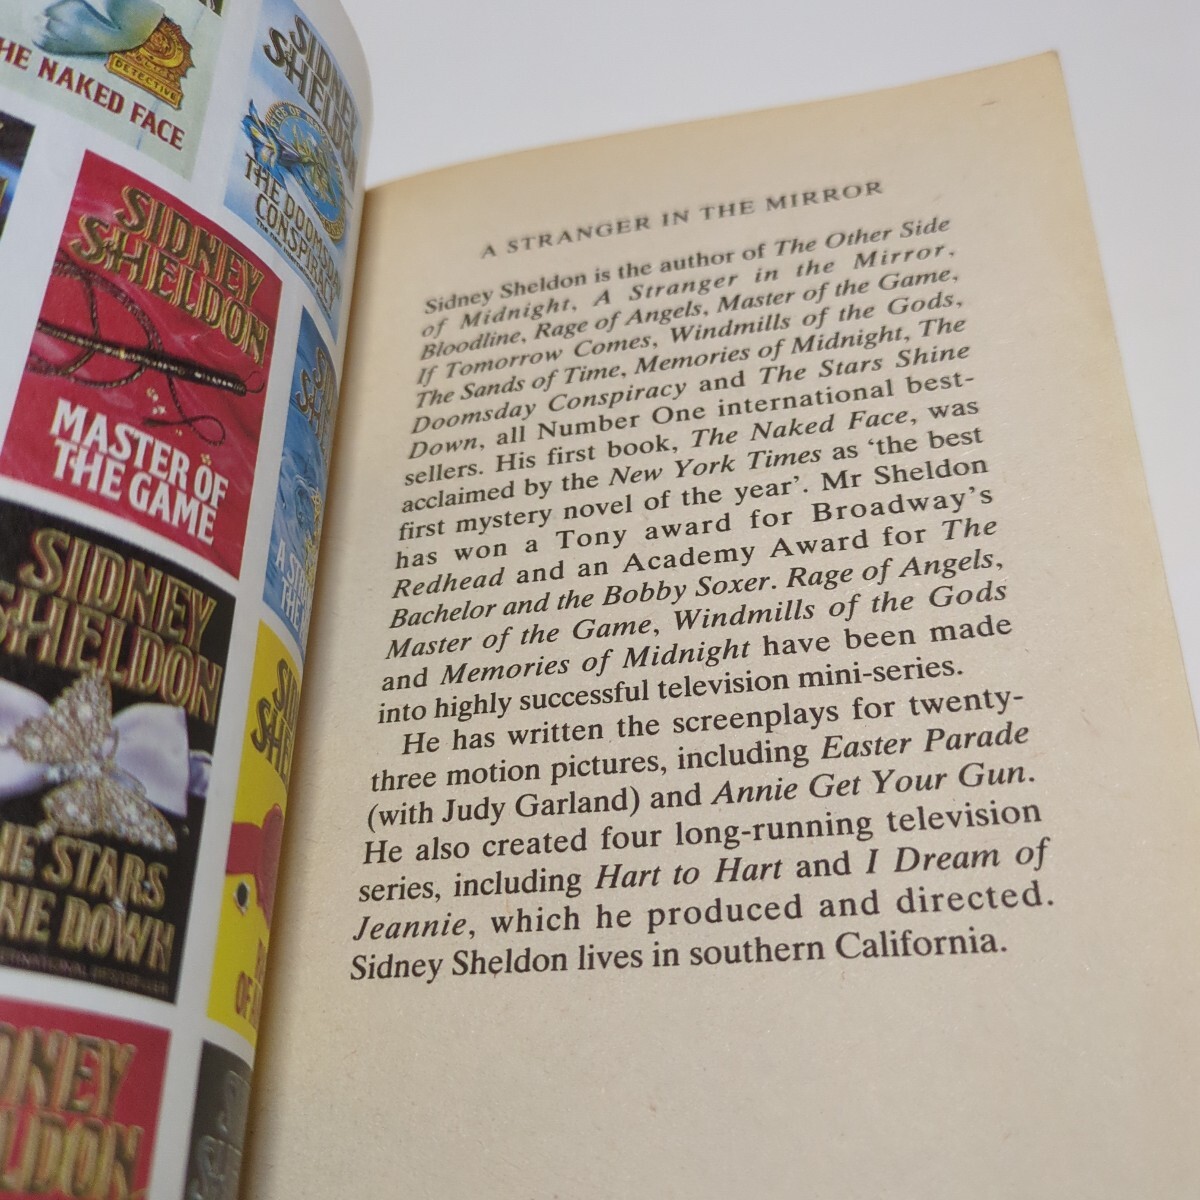 THE NAKED FACE
DETECTIVE
SIDNEY
SHELDON
THE DOOMSDAY
CONSPIRACY
SIDNEY
SHELDON
MASTER OF
THE GAME
SIDNEY
SHELDON
STARS
DOWN
A STRANGER IN THE MIRROR
Sidney Sheldon is the author of The Other Side
of Midnight, A Stranger in the Mirror,
Bloodline, Rage of Angels, Master of the Game,
If Tomorrow Comes, Windmills of the Gods,
The Sands of Time, Memories of Midnight, The
Doomsday Conspiracy and The Stars Shine
Down, all Number One international best-
sellers. His first book, The Naked Face, was
acclaimed by the New York Times as ‘the best
first mystery novel of the year’. Mr Sheldon
has won a Tony award for Broadway’s
Redhead and an Academy Award for The
Bachelor and the Bobby Soxer. Rage of Angels,
Master of the Game, Windmills of the Gods
and Memories of Midnight have been made
into highly successful television mini-series.
He has written the screenplays for twenty-
three motion pictures, including Easter Parade
(with Judy Garland) and Annie Get Your Gun.
He also created four long-running television
series, including Hart to Hart and I Dream of
Jeannie, which he produced and directed.
Sidney Sheldon lives in southern California.